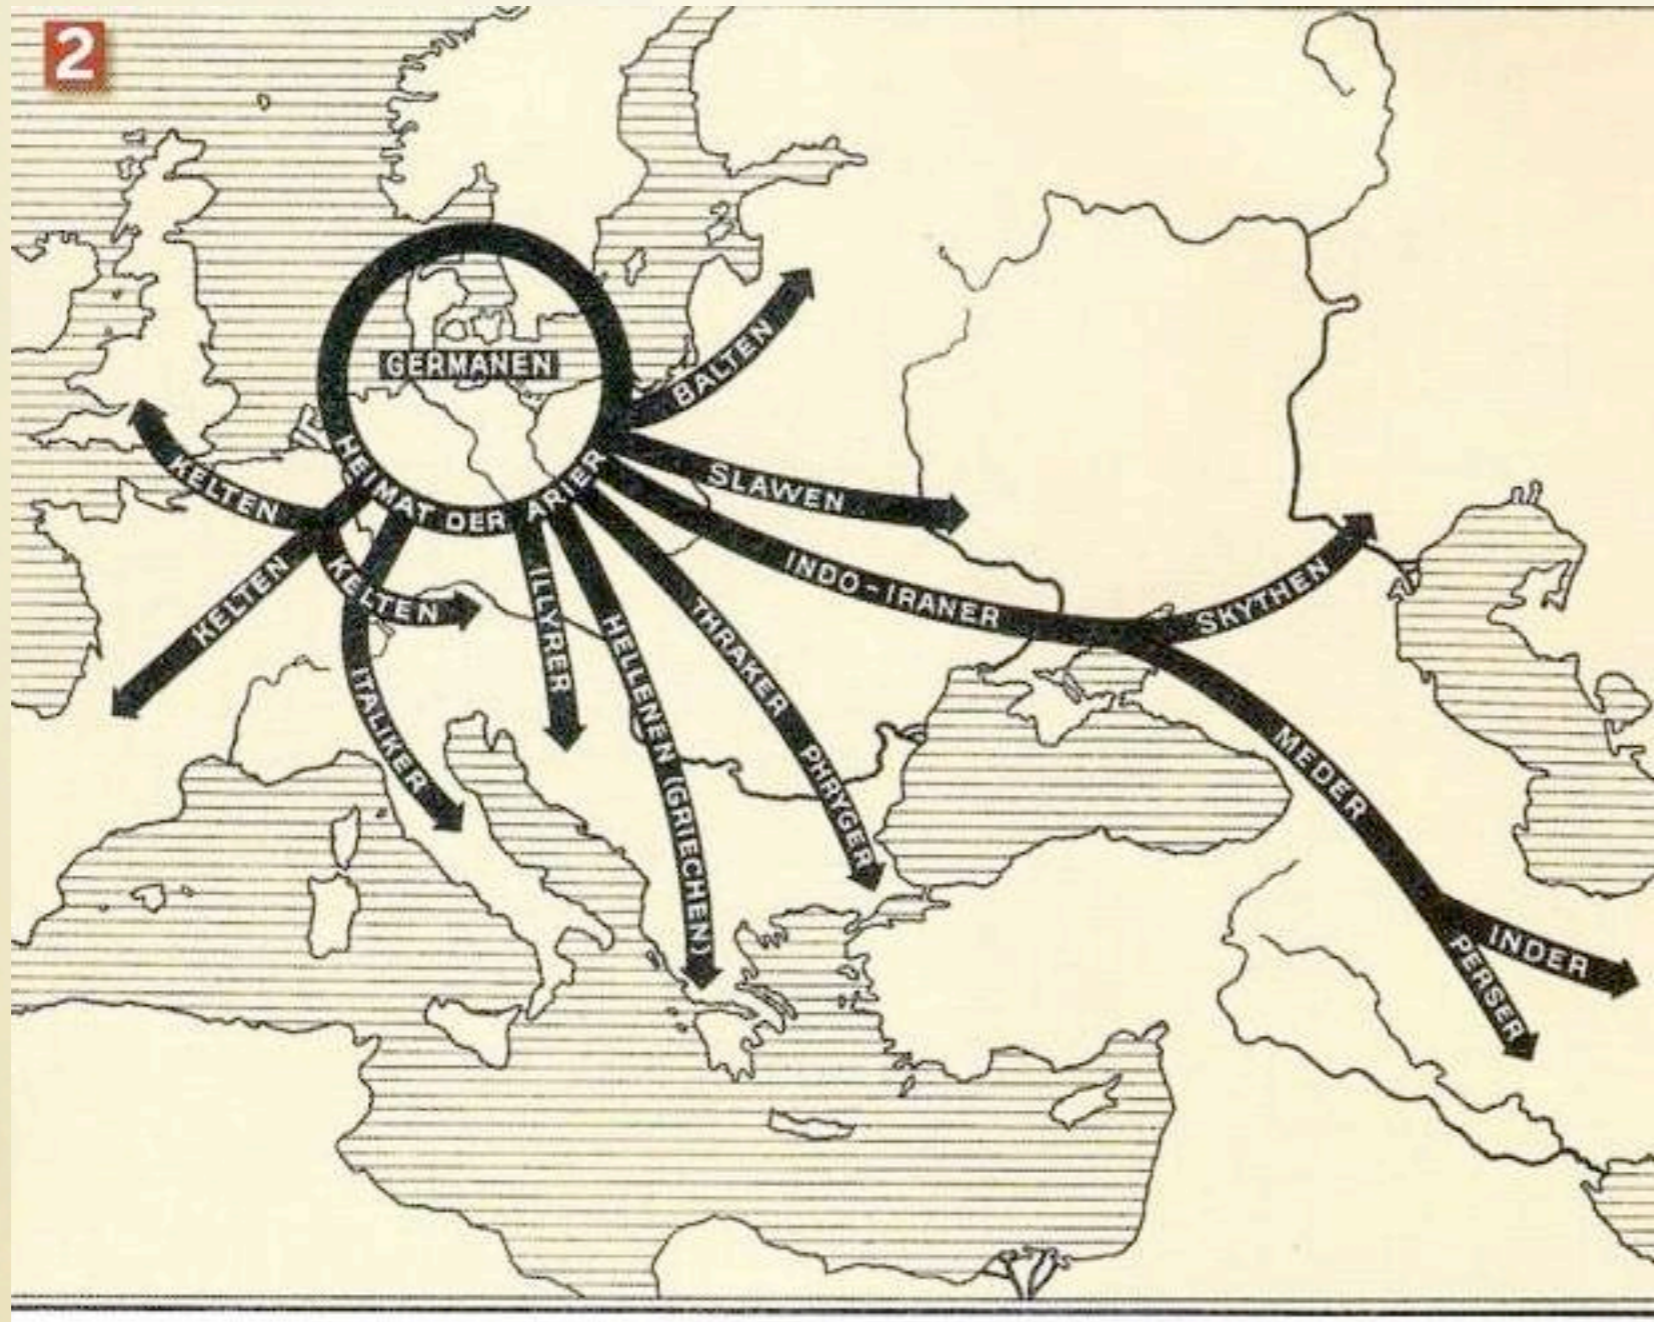 2
GERMANEN
HEIMAT DER ARIER
BALTEN
SLAWEN
KELTEN
KELTEN
KELTEN
ITALIKER
ILLYRER
HELLENEN (GRIECHEN)
THRAKER PHRYGER
INDO-IRANER
SKYTHEN
MEDER
INDER
PERSER